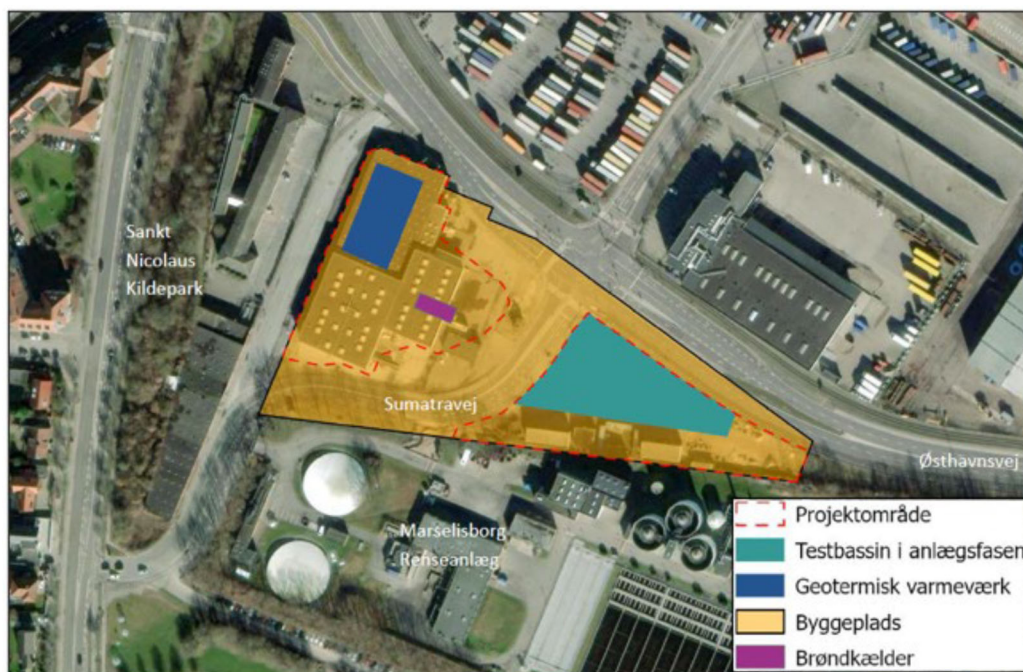 Sankt
Nicolaus
Kildepark
Sumatravej
Østhavnsvej
Marselisborg
Renseanlæg
Projektområde
Testbassin i anlægsfasen
Geotermisk varmeværk
Byggeplads
Brøndkælder